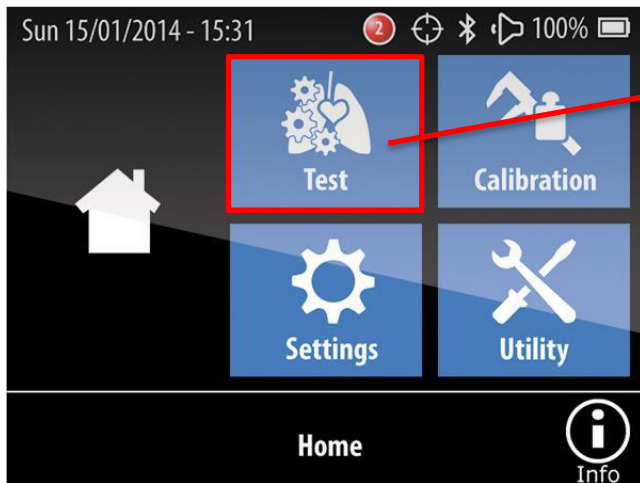 Sun 15/01/2014 - 15:31 2 100%
Test Calibration
Settings Utility
Home
Info